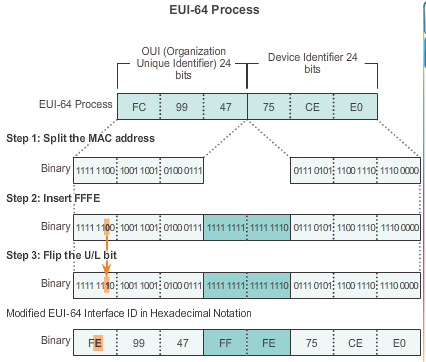 EUI-64 Process
OUI (Organization
Unique Identifier) 24
bits
Device Identifier 24
bits
EUI-64 Process FC 99 47 75 CE E0
Step 1: Split the MAC address
Binary 1111 1100 1001 1001 0100 0111 0111 0101 1100 1110 1110 0000
Step 2: Insert FFFE
Binary 1111 1100 1001 1001 0100 0111 1111 1111 1111 1110 0111 0101 1100 1110 1110 0000
Step 3: Flip the U/L bit
Binary 1111 1110 1001 1001 0100 0111 1111 1111 1111 1110 0111 0101 1100 1110 1110 0000
Modified EUI-64 Interface ID in Hexadecimal Notation
Binary FE 99 47 FF FE 75 CE E0